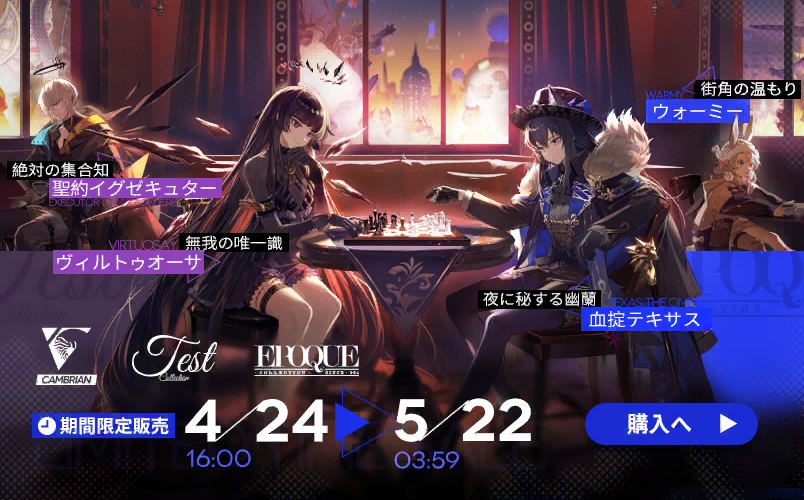 街角の温もり
WARMY
ウォーミー
絶対の集合知
聖約イグゼキュター
無我の唯一識
VIRTUOSA
ヴィルトゥオーサ
夜に秘する幽蘭
血掟テキサス
CAMBRIAN
Test
Collection
EPOQUE
COLLECTION
期間限定販売
4/24
5/22
16:00
03:59
購入へ